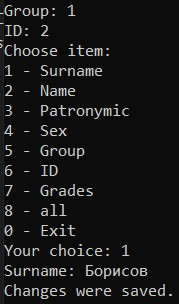 Group: 1
ID: 2
Choose item:
1 - Surname
2 - Name
3 - Patronymic
4 - Sex
5 - Group
6 - ID
7 - Grades
8 - all
0 - Exit
Your choice: 1
Surname: Борисов
Changes were saved.